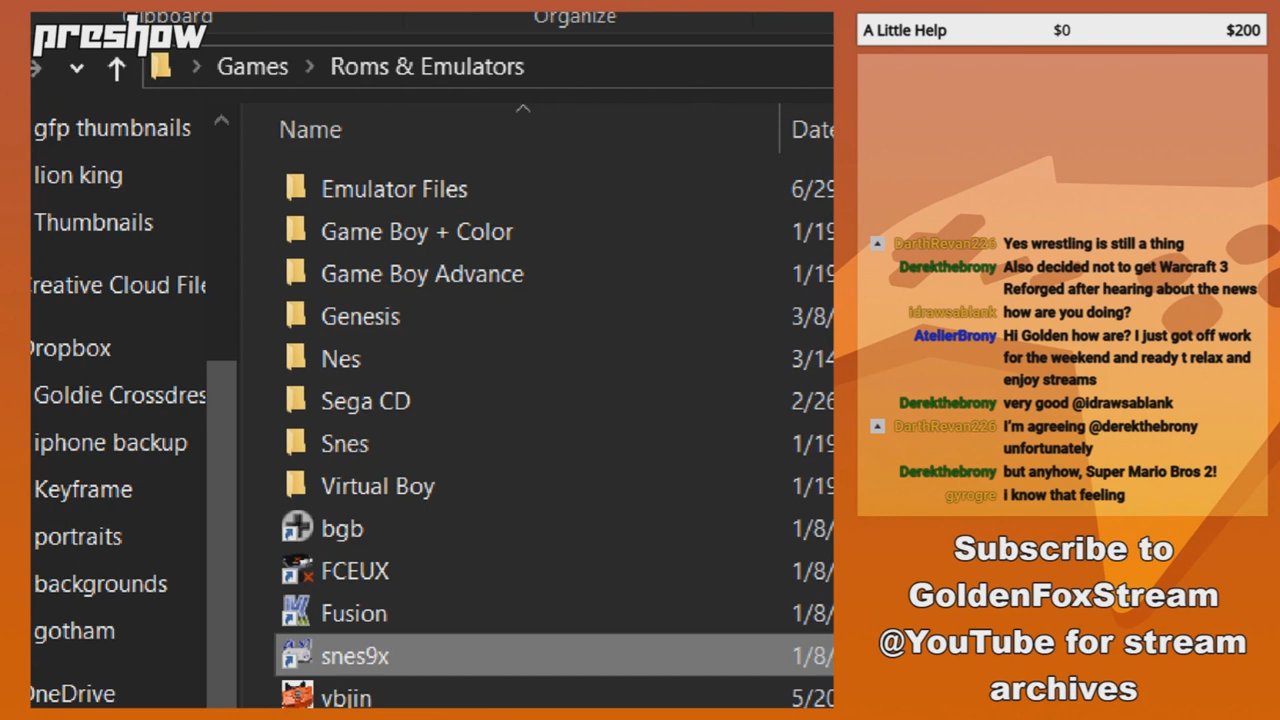 Clipboard
Organize
preshow
Games > Roms & Emulators
gfp thumbnails
lion king
Thumbnails
Creative Cloud File
Dropbox
Goldie Crossdres
iphone backup
Keyframe
portraits
backgrounds
gotham
OneDrive
Name
Date
Emulator Files 6/29
Game Boy + Color 1/19
Game Boy Advance 1/19
Genesis 3/8/
Nes 3/14
Sega CD 2/26
Snes 1/19
Virtual Boy 1/19
bgb 1/8/
FCEUX 1/8/
Fusion 1/8/
snes9x 1/8/
vbjin 5/20
A Little Help $0 $200
DarthRevan226 Yes wrestling is still a thing
Derekthebrony Also decided not to get Warcraft 3
Reforged after hearing about the news
idrawsablank how are you doing?
AtelierBrony Hi Golden how are? I just got off work
for the weekend and ready t relax and
enjoy streams
Derekthebrony very good @idrawsablank
DarthRevan226 I'm agreeing @derekthebrony
unfortunately
Derekthebrony but anyhow, Super Mario Bros 2!
gyrogre i know that feeling
Subscribe to
GoldenFoxStream
@YouTube for stream
archives